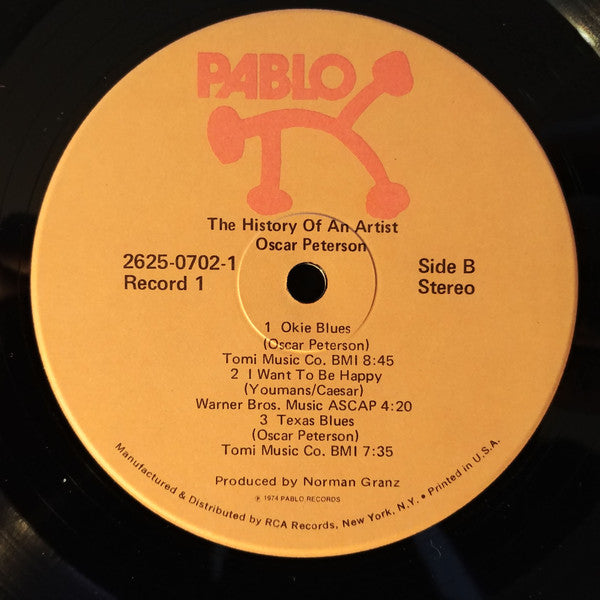 PABLO
The History Of An Artist
Oscar Peterson
2625-0702-1
Record 1
Side B
Stereo
1 Okie Blues
(Oscar Peterson)
Tomi Music Co. BMI 8:45
2 I Want To Be Happy
(Youmans/Caesar)
Warner Bros. Music ASCAP 4:20
3 Texas Blues
(Oscar Peterson)
Tomi Music Co. BMI 7:35
Produced by Norman Granz
℗ 1974 PABLO RECORDS
Manufactured & Distributed by RCA Records, New York, N.Y. • Printed in U.S.A.